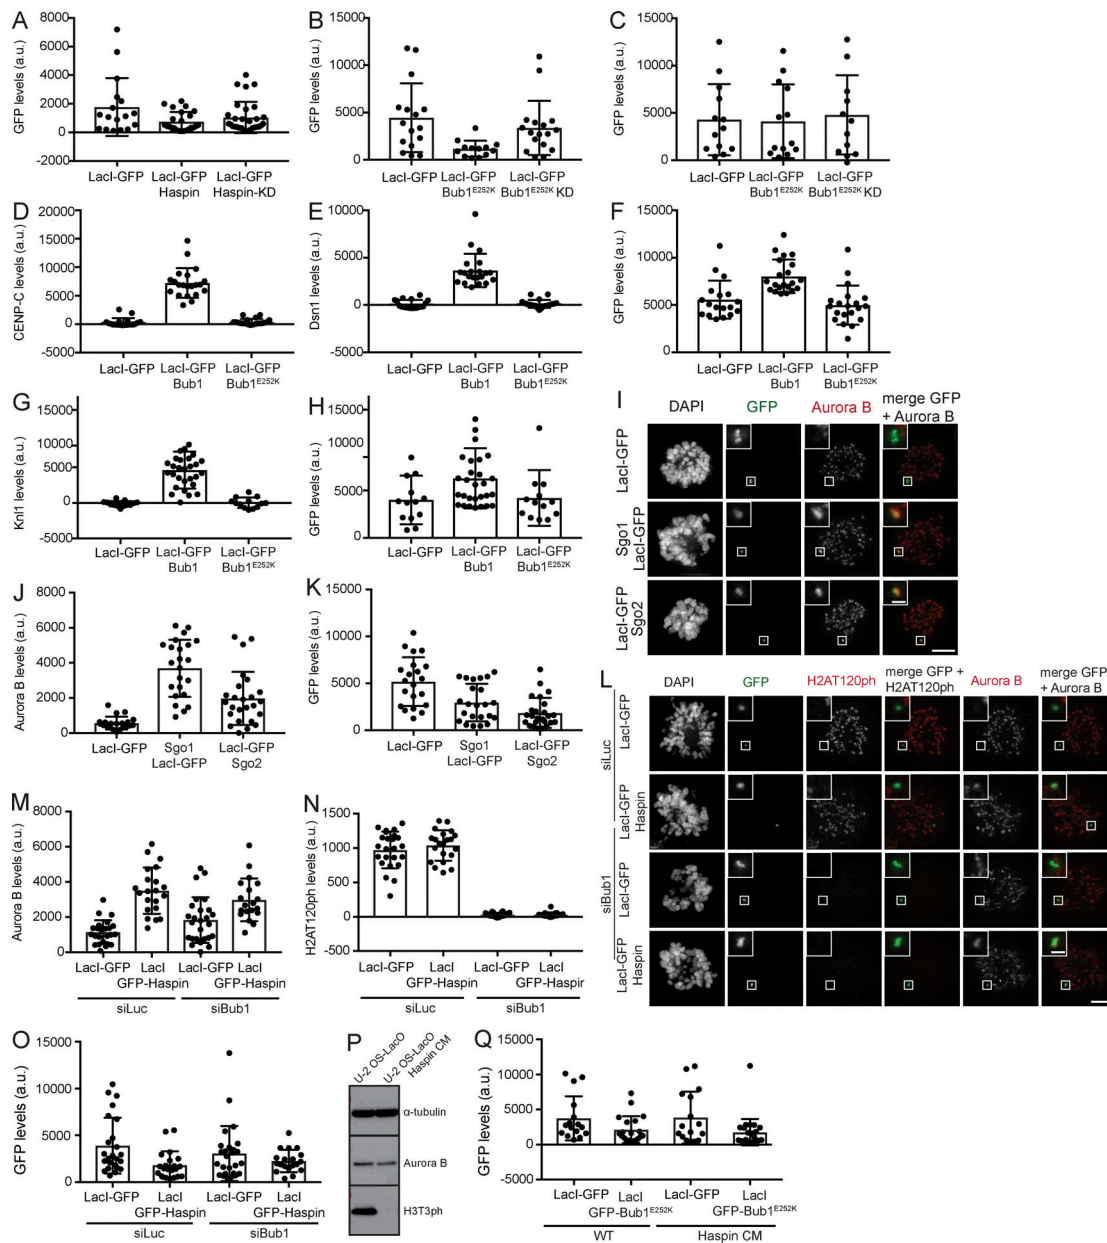 A
GFP levels (a.u.)
8000
6000
4000
2000
0
-2000
LacI-GFP
LacI-GFP
Haspin
LacI-GFP
Haspin-KD
B
GFP levels (a.u.)
15000
10000
5000
0
LacI-GFP
LacI-GFP
Bub1E252K
LacI-GFP
Bub1E252K KD
C
GFP levels (a.u.)
15000
10000
5000
0
LacI-GFP
LacI-GFP
Bub1E252K
LacI-GFP
Bub1E252K KD
D
CENP-C levels (a.u.)
20000
15000
10000
5000
0
-5000
LacI-GFP
LacI-GFP
Bub1
LacI-GFP
Bub1E252K
E
Dsn1 levels (a.u.)
10000
5000
0
-5000
LacI-GFP
LacI-GFP
Bub1
LacI-GFP
Bub1E252K
F
GFP levels (a.u.)
15000
10000
5000
0
LacI-GFP
LacI-GFP
Bub1
LacI-GFP
Bub1E252K
G
Knl1 levels (a.u.)
15000
10000
5000
0
-5000
LacI-GFP
LacI-GFP
Bub1
LacI-GFP
Bub1E252K
H
GFP levels (a.u.)
15000
10000
5000
0
LacI-GFP
LacI-GFP
Bub1
LacI-GFP
Bub1E252K
I
DAPI
GFP
Aurora B
merge GFP
+ Aurora B
LacI-GFP
Sgo1
LacI-GFP
LacI-GFP
Sgo2
J
Aurora B levels (a.u.)
8000
6000
4000
2000
0
LacI-GFP
Sgo1
LacI-GFP
LacI-GFP
Sgo2
K
GFP levels (a.u.)
15000
10000
5000
0
LacI-GFP
Sgo1
LacI-GFP
LacI-GFP
Sgo2
L
DAPI
GFP
H2AT120ph
merge GFP +
H2AT120ph
Aurora B
merge GFP
+ Aurora B
siLuc
LacI-GFP
LacI-GFP
Haspin
siBub1
LacI-GFP
LacI-GFP
Haspin
M
Aurora B levels (a.u.)
8000
6000
4000
2000
0
LacI-GFP
LacI
GFP-Haspin
LacI-GFP
LacI
GFP-Haspin
siLuc
siBub1
N
H2AT120ph levels (a.u.)
1500
1000
500
0
-500
LacI-GFP
LacI
GFP-Haspin
LacI-GFP
LacI
GFP-Haspir
siLuc
siBub1
O
GFP levels (a.u.)
15000
10000
5000
0
LacI-GFP
LacI
GFP-Haspin
LacI-GFP
LacI
GFP-Haspin
siLuc
siBub1
P
U-2 OS-LacO
U-2 OS-LacO
Haspin CM
α-tubulin
Aurora B
H3T3ph
Q
GFP levels (a.u.)
15000
10000
5000
0
-5000
LacI-GFP
LacI
GFP-Bub1E252K
LacI-GFP
LacI
GFP-Bub1E252K
WT
Haspin CM